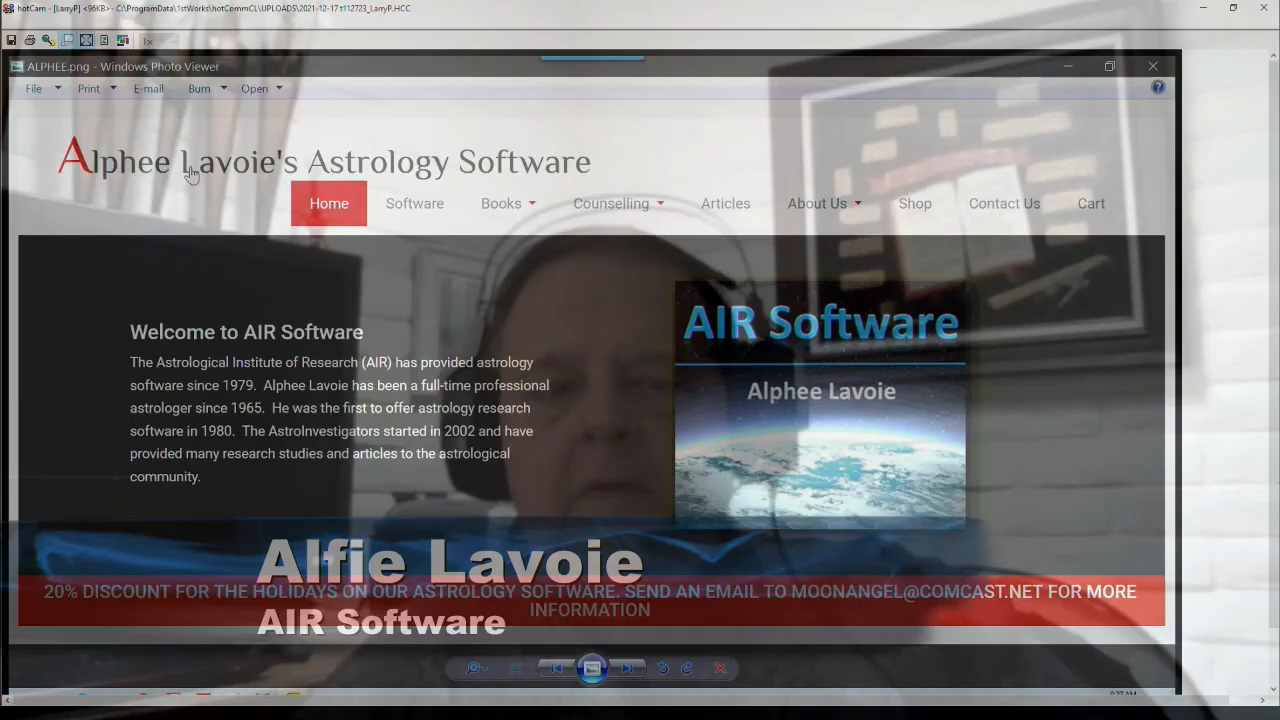 hotCam - [LarryP] <96KB> - C:\ProgramData\1stWorks\hotCommCL\UPLOADS\2021-12-17 t112723_LarryP.HCC
1x
ALPHEE.png - Windows Photo Viewer
File Print E-mail Burn Open
Alphee Lavoie's Astrology Software
Home Software Books Counselling Articles About Us Shop Contact Us Cart
Welcome to AIR Software
The Astrological Institute of Research (AIR) has provided astrology
software since 1979. Alphee Lavoie has been a full-time professional
astrologer since 1965. He was the first to offer astrology research
software in 1980. The AstroInvestigators started in 2002 and have
provided many research studies and articles to the astrological
community.
AIR Software
Alphee Lavoie
Alfie Lavoie
20% DISCOUNT FOR THE HOLIDAYS ON OUR ASTROLOGY SOFTWARE. SEND AN EMAIL TO MOONANGEL@COMCAST.NET FOR MORE
INFORMATION
AIR Software
9:27 AM